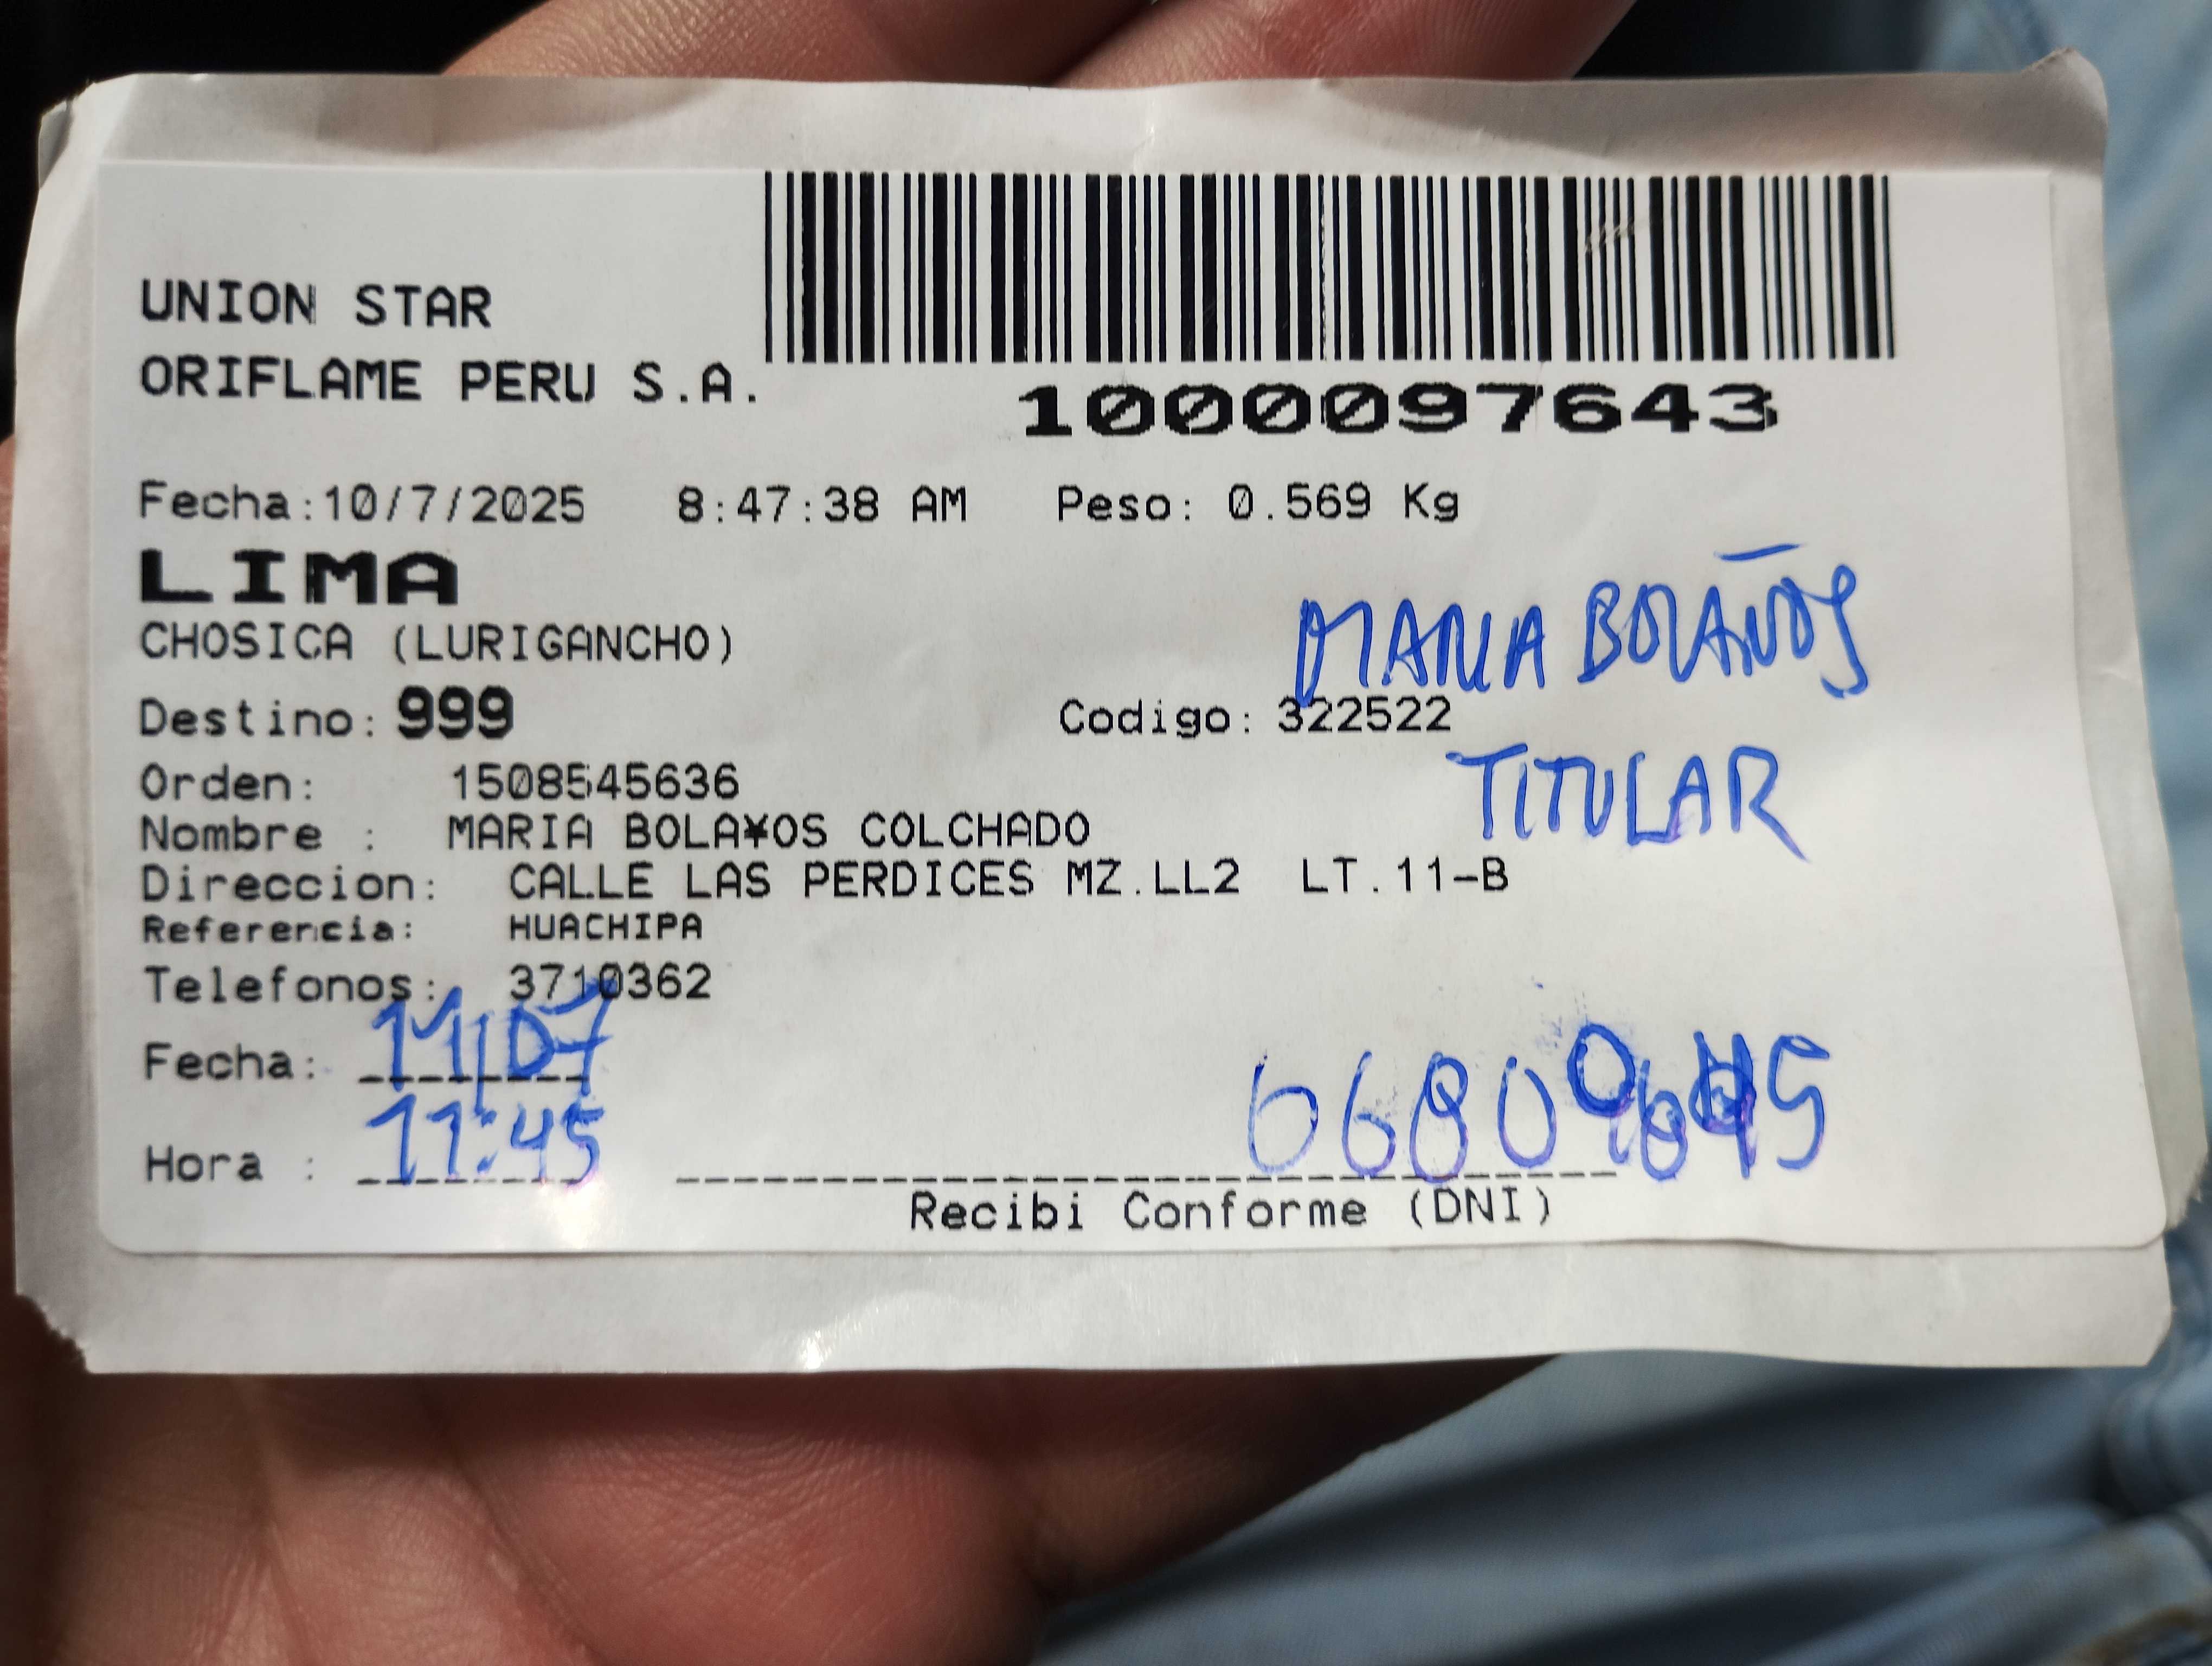 UNION STAR
ORIFLAME PERU S.A.
1000097643
Fecha:10/7/2025 8:47:38 AM Peso: 0.569 Kg
LIMA
CHOSICA (LURIGANCHO)
MARIA BOLAÑOS
Destino: 999 Codigo: 322522
TITULAR
Orden: 1508545636
Nombre : MARIA BOLA¥OS COLCHADO
Direccion: CALLE LAS PERDICES MZ.LL2 LT.11-B
Referencia: HUACHIPA
Telefonos: 3710362
Fecha: 11/07
Hora : 11:45
Recibi Conforme (DNI)